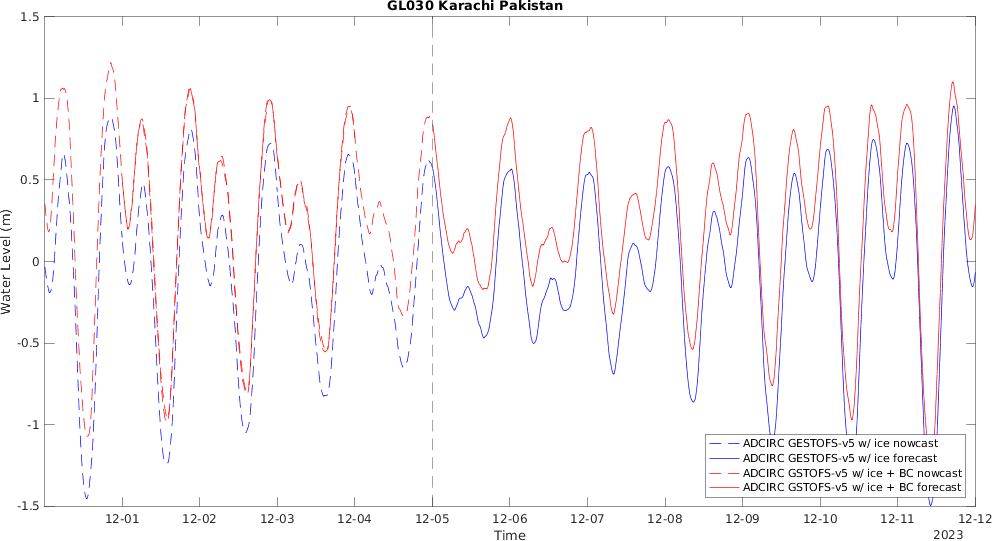 GL030 Karachi Pakistan
1.5
1
0.5
0
-0.5
-1
-1.5
Water Level (m)
12-01 12-02 12-03 12-04 12-05 12-06 12-07 12-08 12-09 12-10 12-11 12-12
Time
2023
ADCIRC GESTOFS-v5 w/ ice nowcast
ADCIRC GESTOFS-v5 w/ ice forecast
ADCIRC GSTOFS-v5 w/ ice + BC nowcast
ADCIRC GSTOFS-v5 w/ ice + BC forecast